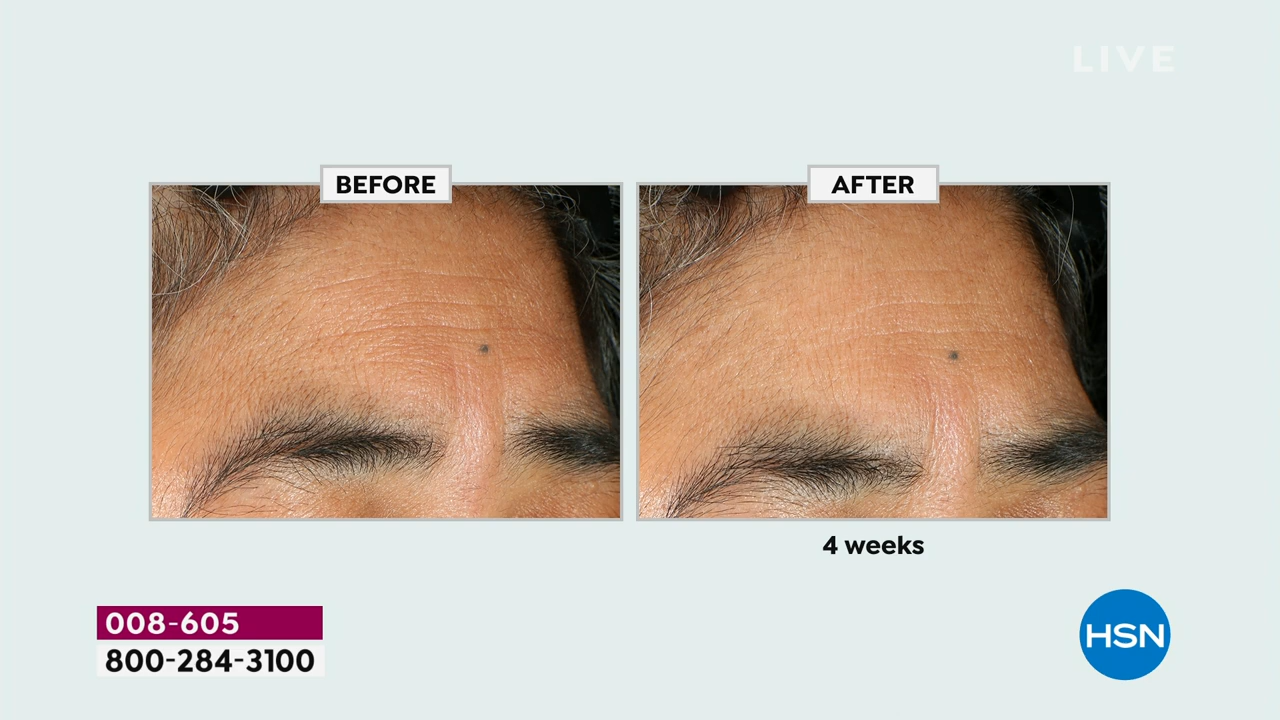 LIVE
BEFORE
AFTER
4 weeks
008-605
800-284-3100
HSN